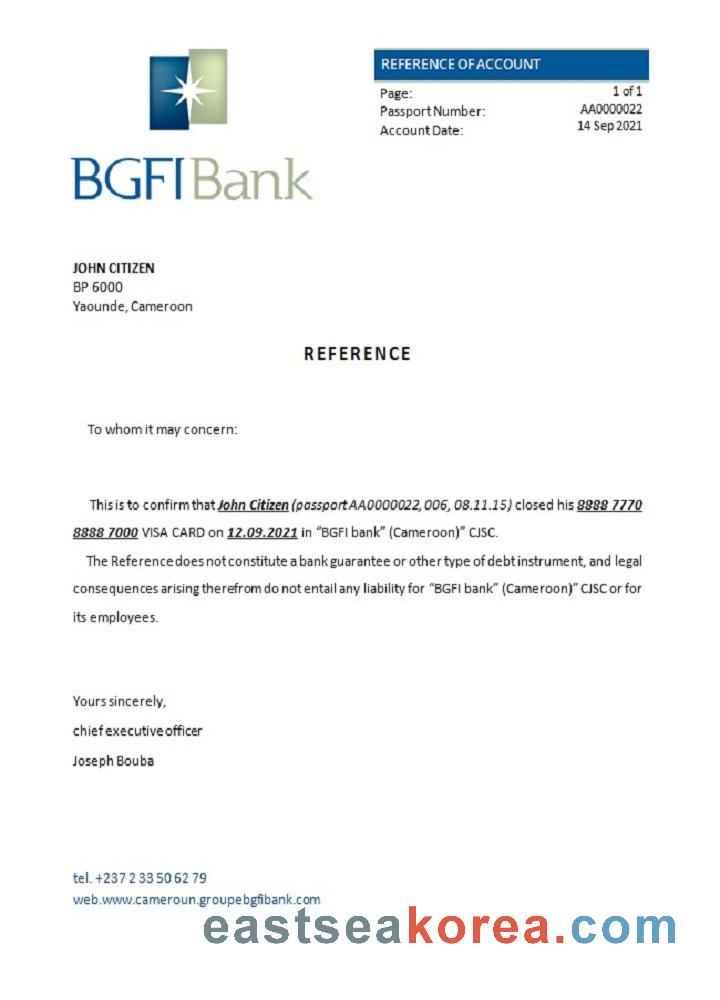 BGFIBank
REFERENCE OF ACCOUNT
Page: 1 of 1
Passport Number: AA0000022
Account Date: 14 Sep 2021
JOHN CITIZEN
BP 6000
Yaounde, Cameroon
REFERENCE
To whom it may concern:
This is to confirm that John Citizen (passport AA0000022, 006, 08.11.15) closed his 8888 7770
8888 7000 VISA CARD on 12.09.2021 in “BGFI bank” (Cameroon)” CJSC.
The Reference does not constitute a bank guarantee or other type of debt instrument, and legal
consequences arising therefrom do not entail any liability for “BGFI bank” (Cameroon)” CJSC or for
its employees.
Yours sincerely,
chief executive officer
Joseph Bouba
tel. +237 2 33 50 62 79
web.www.cameroun.groupebgfibank.com
eastseakorea.com